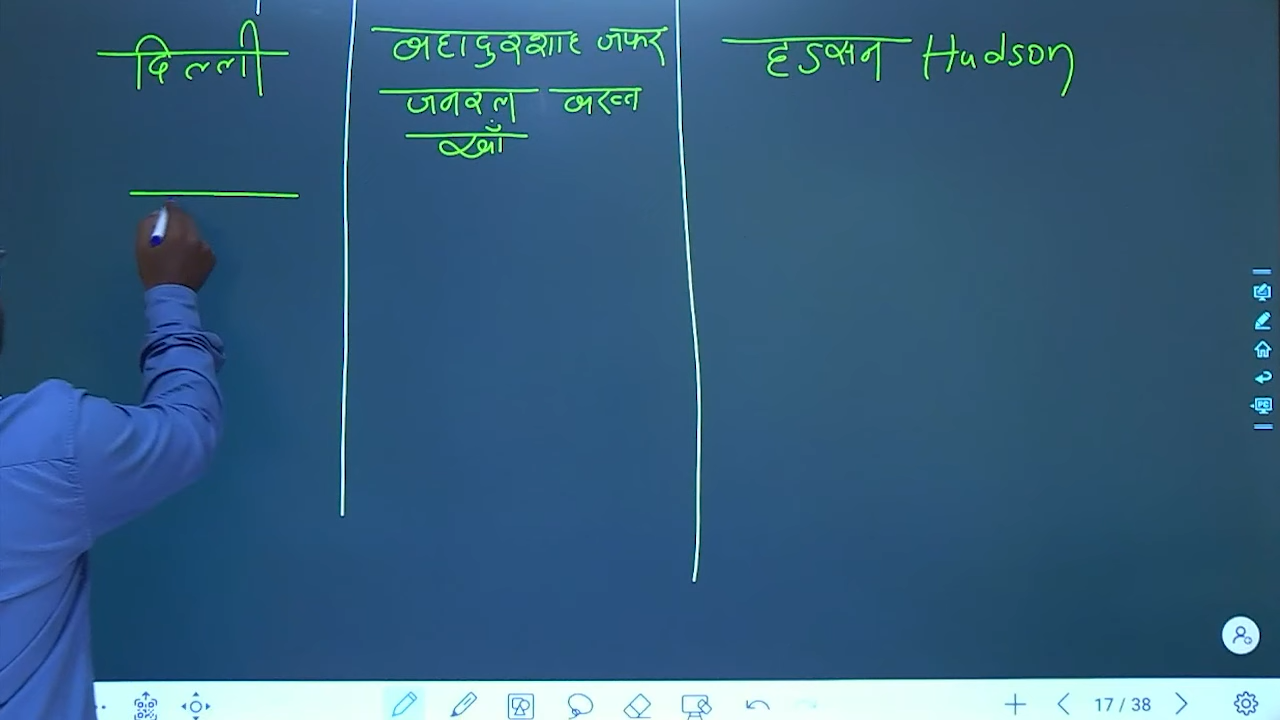 दिल्ली
बहादुरशाह जफर
जनरल बख्त
खाँ
हडसन Hudson
17 / 38